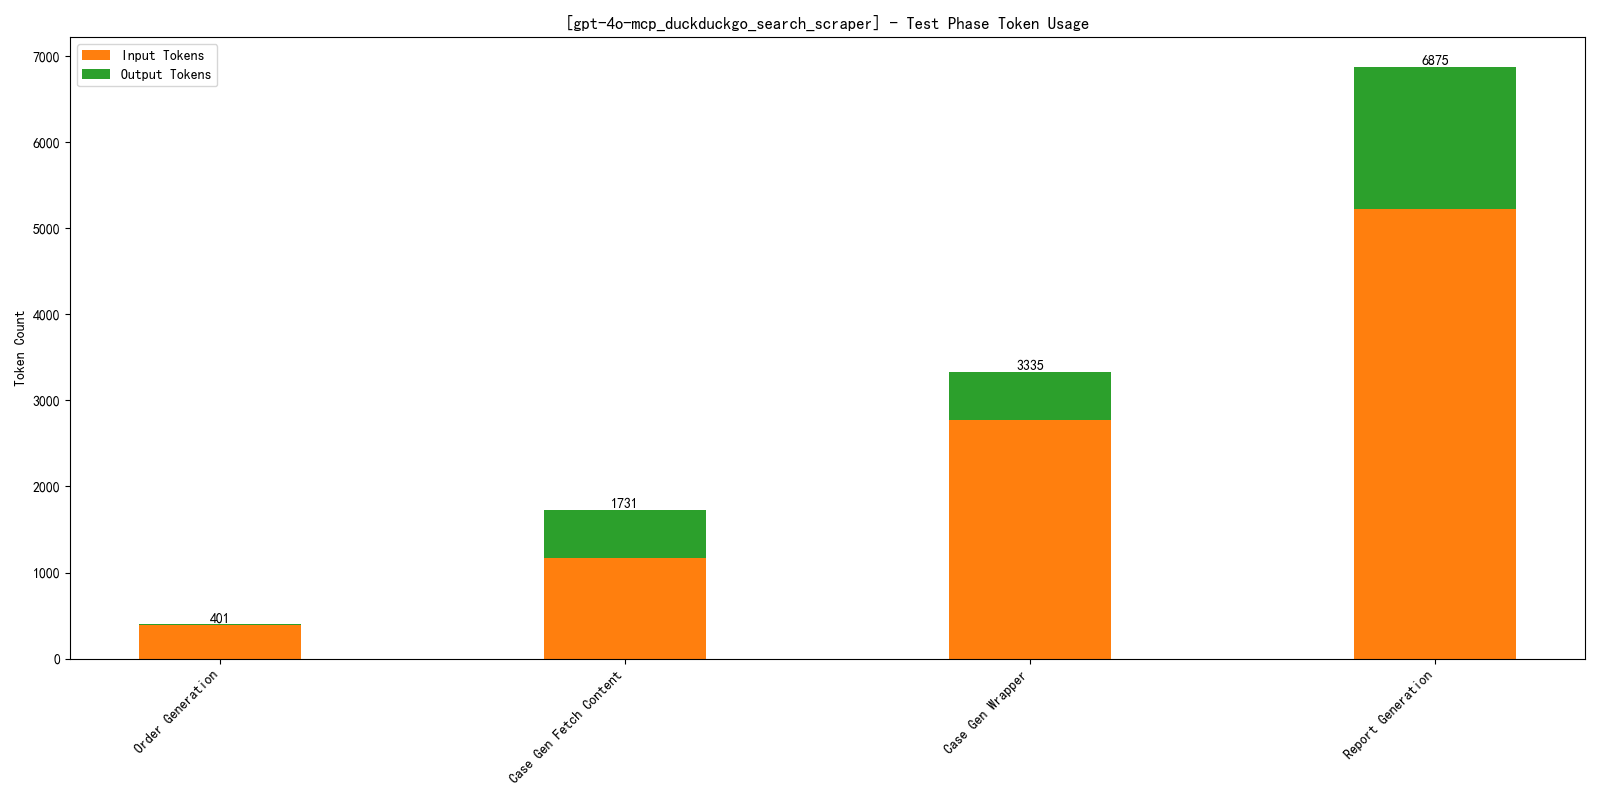 [gpt-4o-mcp_duckduckgo_search_scraper] - Test Phase Token Usage
Input Tokens
Output Tokens
Token Count
7000
6000
5000
4000
3000
2000
1000
0
401
1731
3335
6875
Order Generation
Case Gen Fetch Content
Case Gen Wrapper
Report Generation